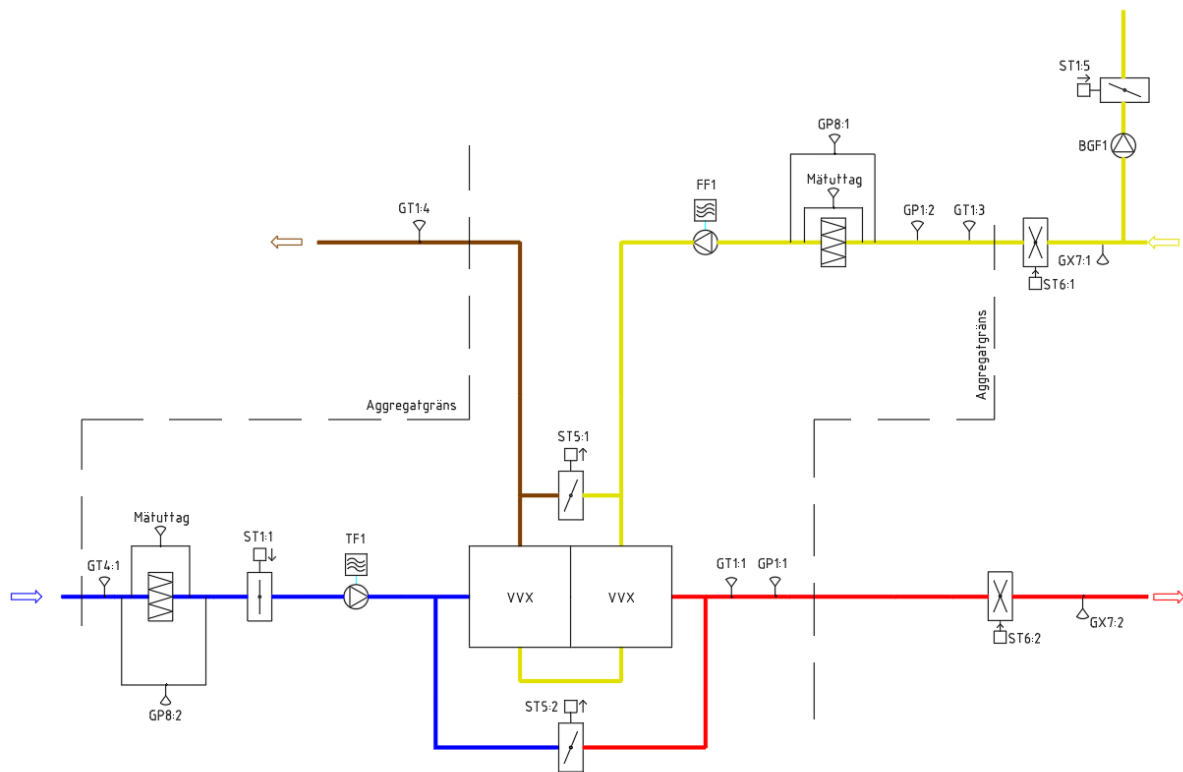 ST1:5
BGF1
GP8:1
Mätuttag
FF1
GP1:2
GT1:3
GT1:4
GX7:1
ST6:1
Aggregatgräns
Aggregatgräns
ST5:1
Mätuttag
ST1:1
TF1
GT4:1
GT1:1
GP1:1
VVX
VVX
ST6:2
GX7:2
GP8:2
ST5:2